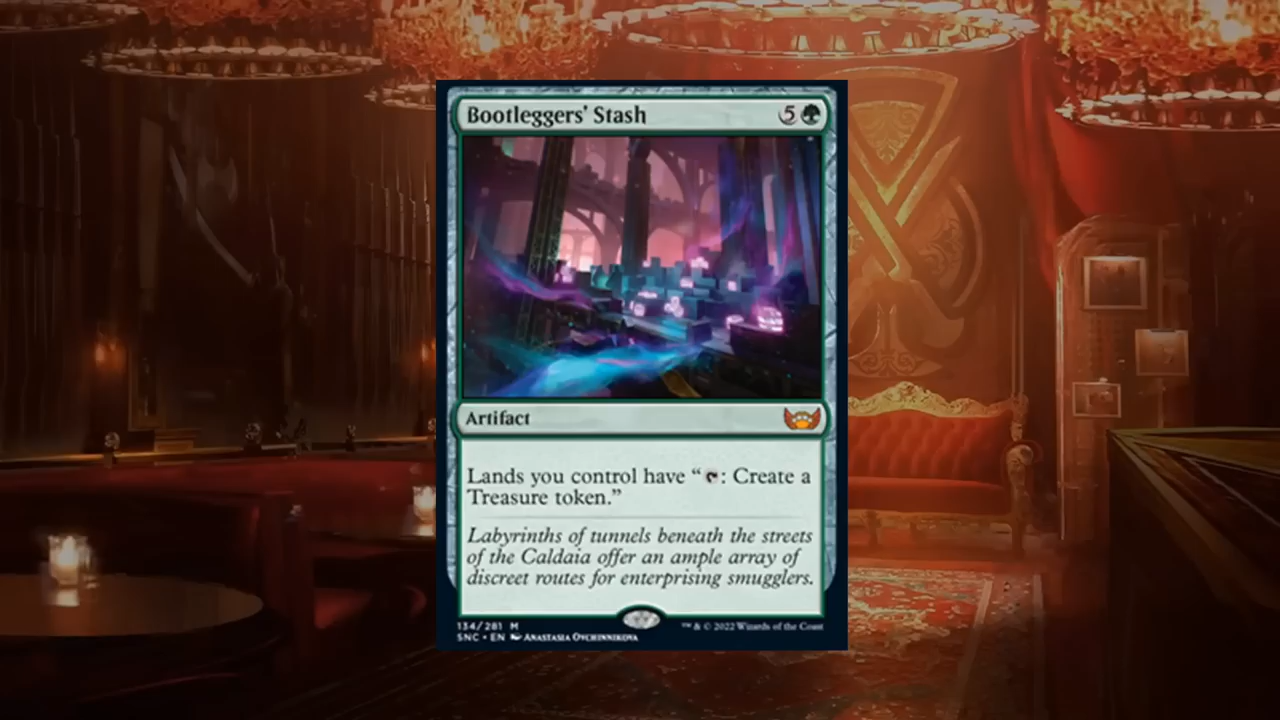 Bootleggers' Stash 5
Artifact
Lands you control have “: Create a
Treasure token.”
Labyrinths of tunnels beneath the streets
of the Caldaia offer an ample array of
discreet routes for enterprising smugglers.
134/281 M
SNC • EN Anastasia Ovchinnikova
™ & © 2022 Wizards of the Coast